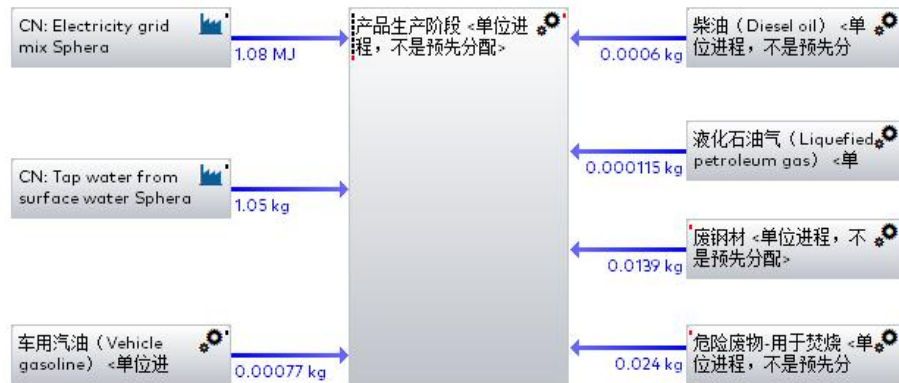 CN: Electricity grid
mix Sphera
1.08 MJ
产品生产阶段 <单位进
程，不是预先分配>
柴油（Diesel oil） <单
位进程，不是预先分
0.0006 kg
CN: Tap water from
surface water Sphera
1.05 kg
液化石油气（Liquefied
petroleum gas） <单
0.000115 kg
废钢材 <单位进程，不
是预先分配>
0.0139 kg
车用汽油（Vehicle
gasoline） <单位进
0.00077 kg
危险废物-用于焚烧 <单
位进程，不是预先分
0.024 kg